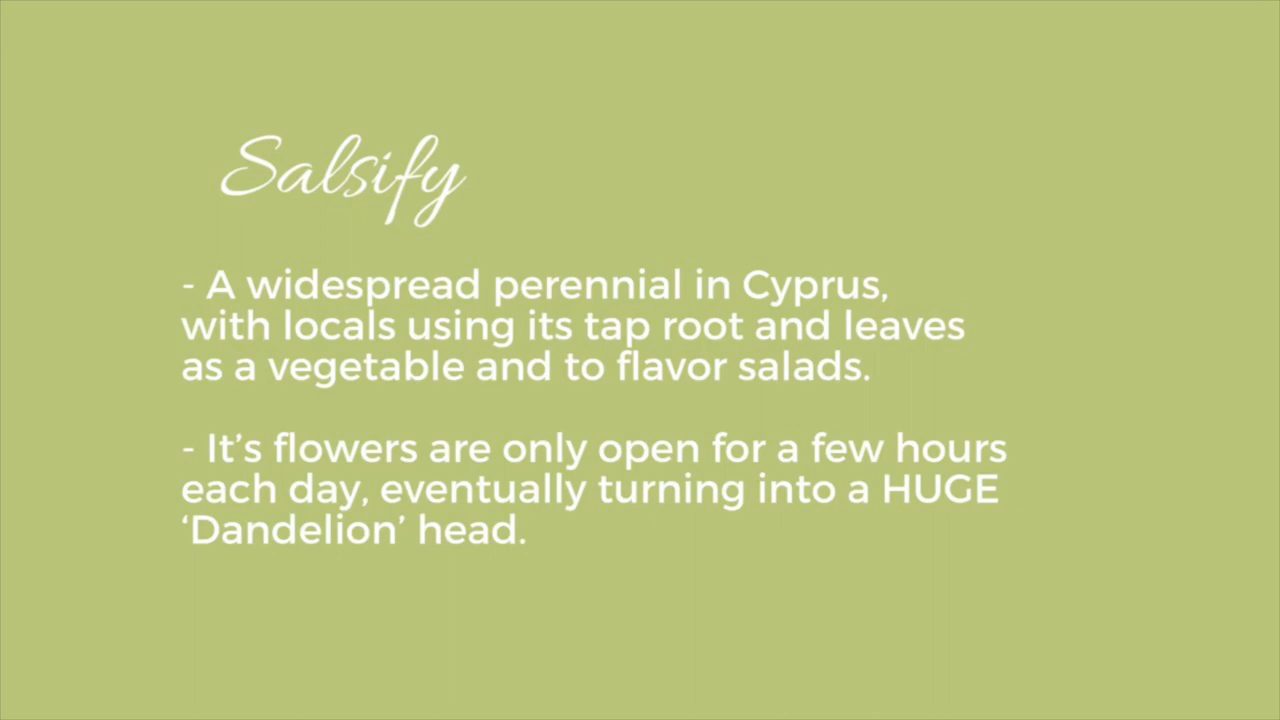 Salsify
- A widespread perennial in Cyprus,
with locals using its tap root and leaves
as a vegetable and to flavor salads.
- It’s flowers are only open for a few hours
each day, eventually turning into a HUGE
‘Dandelion’ head.